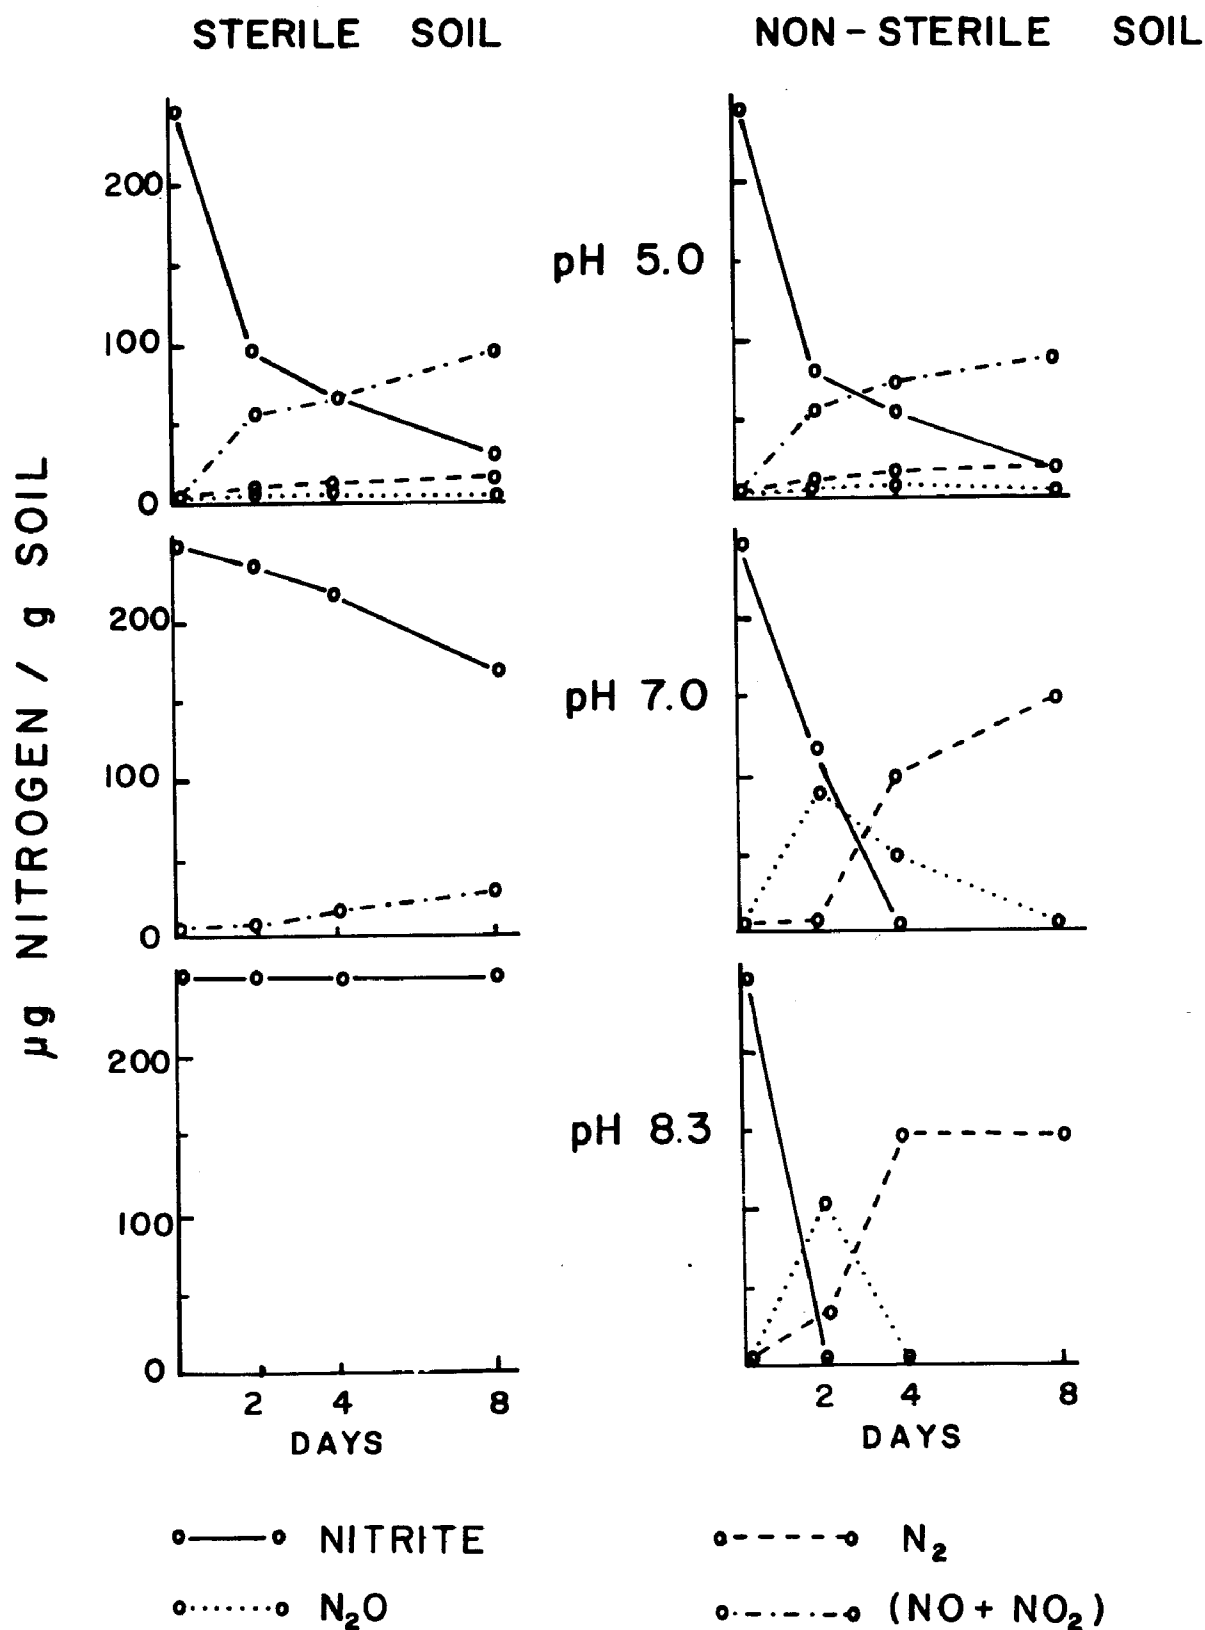 STERILE SOIL
NON-STERILE SOIL
µg NITROGEN / g SOIL
200
100
0
pH 5.0
200
100
0
pH 7.0
200
100
0
pH 8.3
2 4 8
DAYS
2 4 8
DAYS
NITRITE
N₂
N₂O
(NO + NO₂)